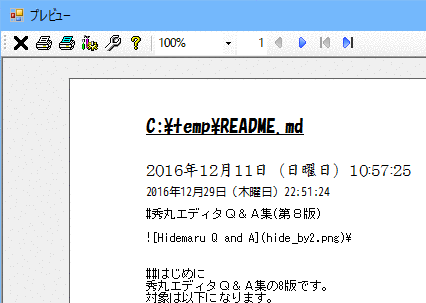 プレビュー
100% 1
C:¥temp¥README.md
2016年12月11日（日曜日）10:57:25
2016年12月29日（木曜日）22:51:24
#秀丸エディタＱ＆Ａ集(第８版)
![Hidemaru Q and A](hide_by2.png)¥
##はじめに
秀丸エディタＱ＆Ａ集の8版です。
対象は以下になります。